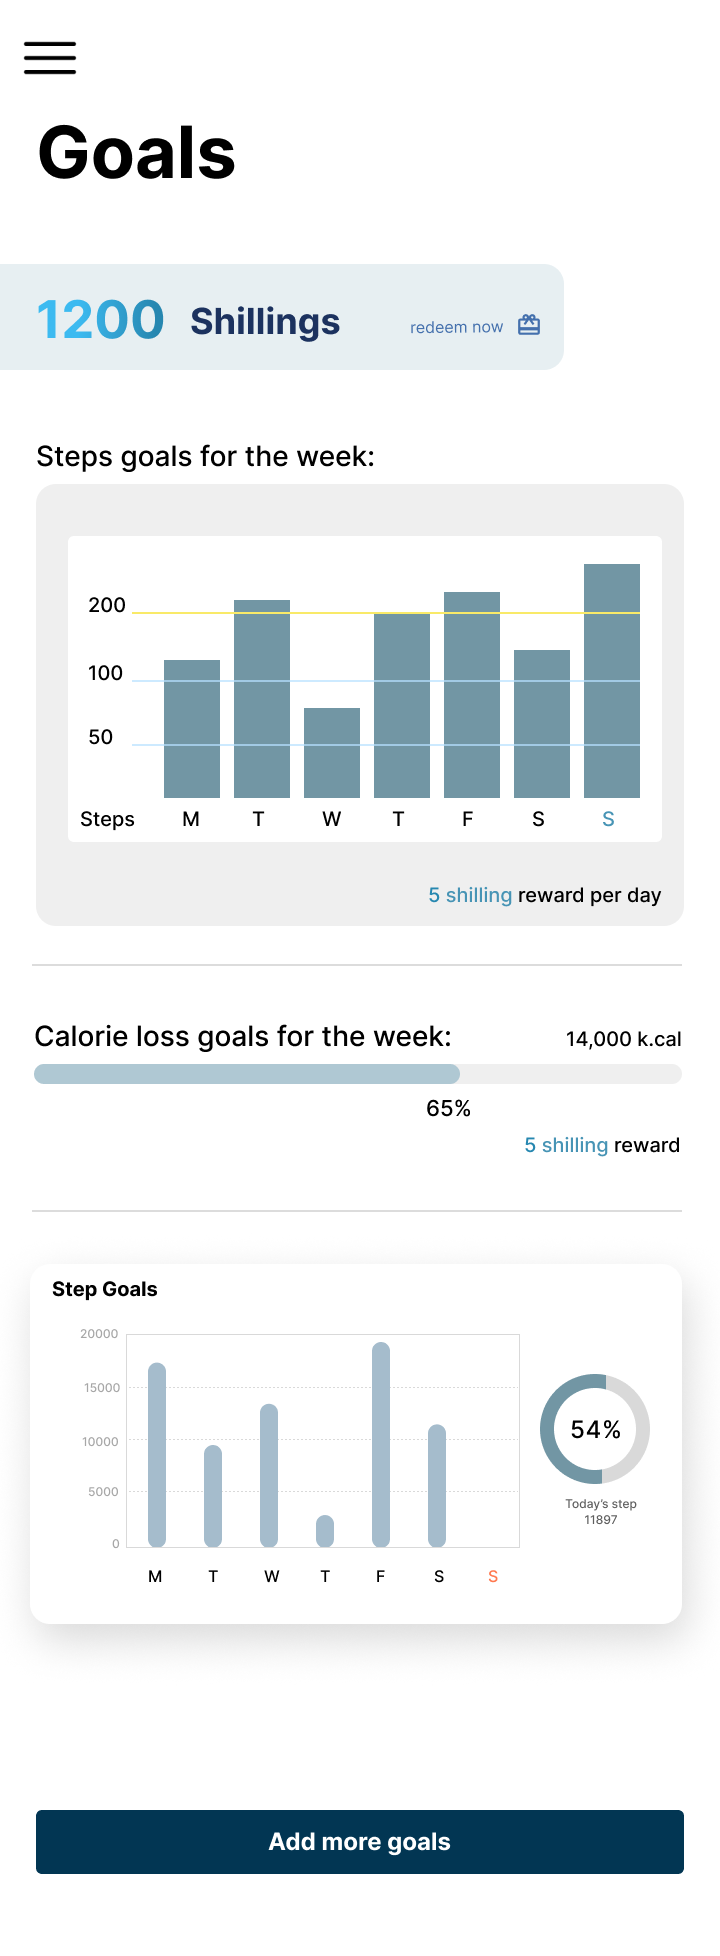 Goals
1200 Shillings redeem now
Steps goals for the week:
200
100
50
Steps M T W T F S S
5 shilling reward per day
Calorie loss goals for the week: 14,000 k.cal
65%
5 shilling reward
Step Goals
20000
15000
10000
5000
0
M T W T F S S
54%
Today's step
11897
Add more goals